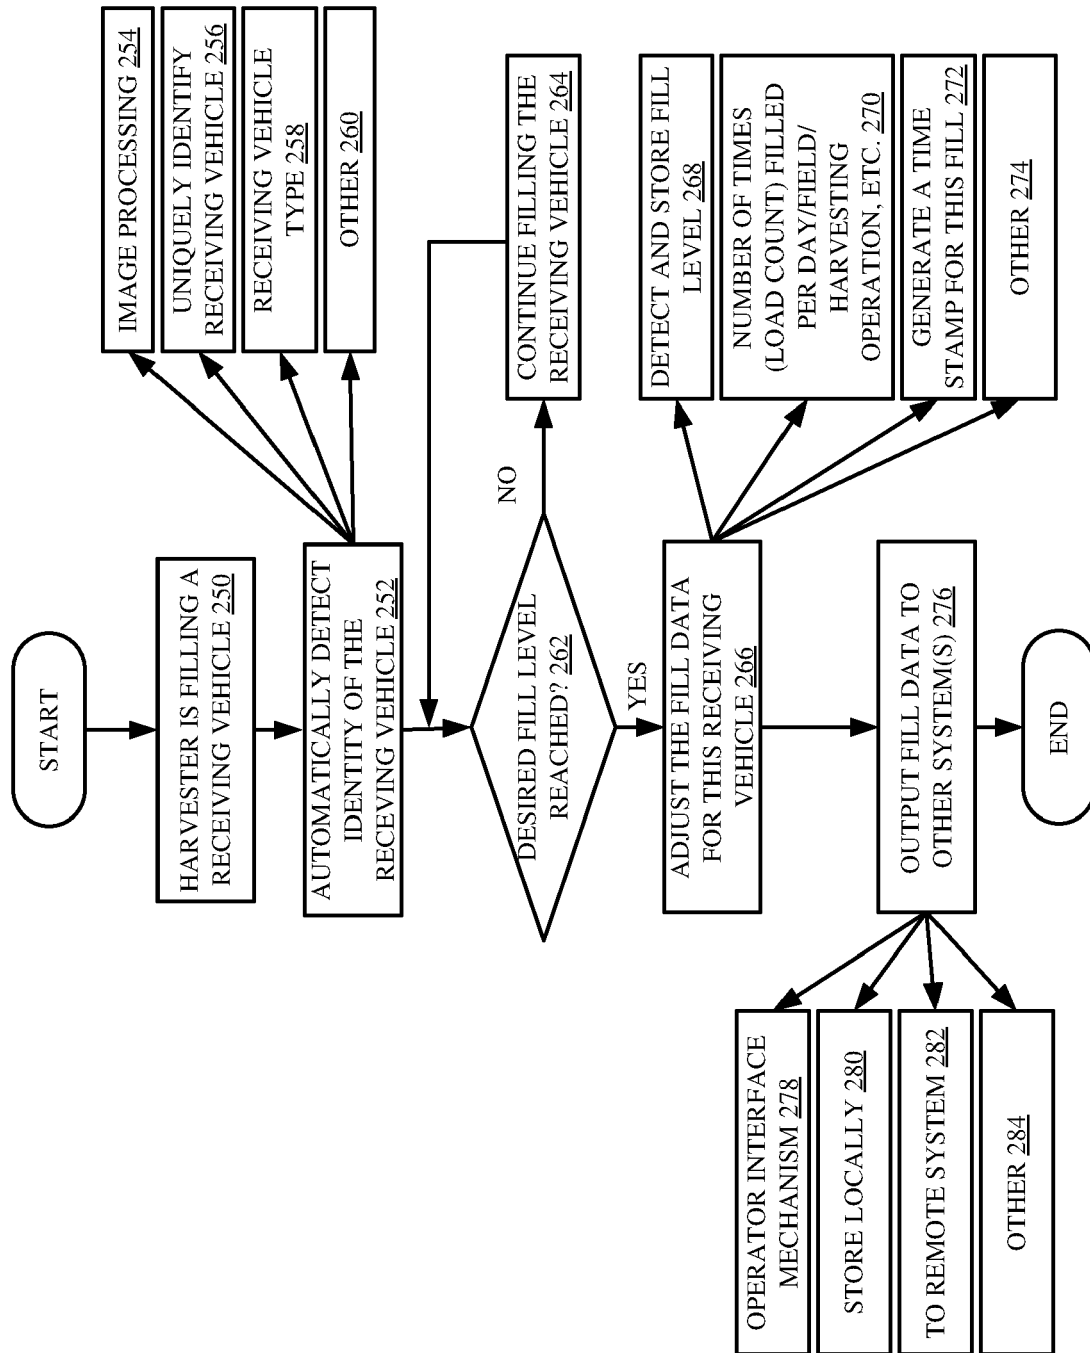 START
HARVESTER IS FILLING A
RECEIVING VEHICLE 250
AUTOMATICALLY DETECT
IDENTITY OF THE
RECEVING VEHICLE 252
IMAGE PROCESSING 254
UNIQUELY IDENTIFY
RECEIVING VEHICLE 256
RECEIVING VEHICLE
TYPE 258
OTHER 260
DESIRED FILL LEVEL
REACHED? 262
NO
CONTINUE FILLING THE
RECEIVING VEHICLE 264
YES
ADJUST THE FILL DATA
FOR THIS RECEIVING
VEHICLE 266
DETECT AND STORE FILL
LEVEL 268
NUMBER OF TIMES
(LOAD COUNT) FILLED
PER DAY/FIELD/
HARVESTING
OPERATION, ETC. 270
GENERATE A TIME
STAMP FOR THIS FILL 272
OTHER 274
OUTPUT FILL DATA TO
OTHER SYSTEM(S) 276
OPERATOR INTERFACE
MECHANISM 278
STORE LOCALLY 280
TO REMOTE SYSTEM 282
OTHER 284
END